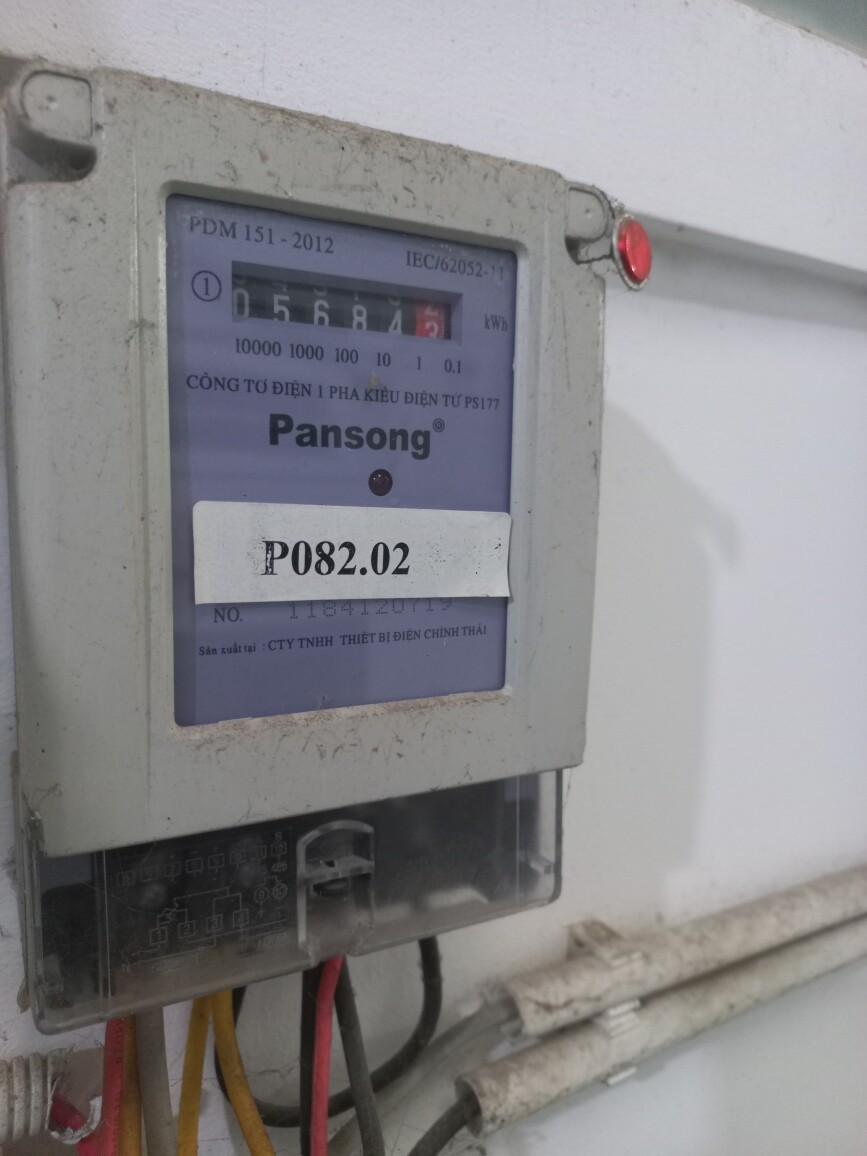 PDM 151 - 2012
IEC/62052-11
1
0 5 6 8 4 3
kWh
10000 1000 100 10 1 0.1
CÔNG TƠ ĐIỆN 1 PHA KIỂU ĐIỆN TỬ PS177
Pansong®
P082.02
NO. 1184120719
Sản xuất tại : CTY TNHH THIẾT BỊ ĐIỆN CHÍNH THÁI